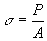 σ = P/A